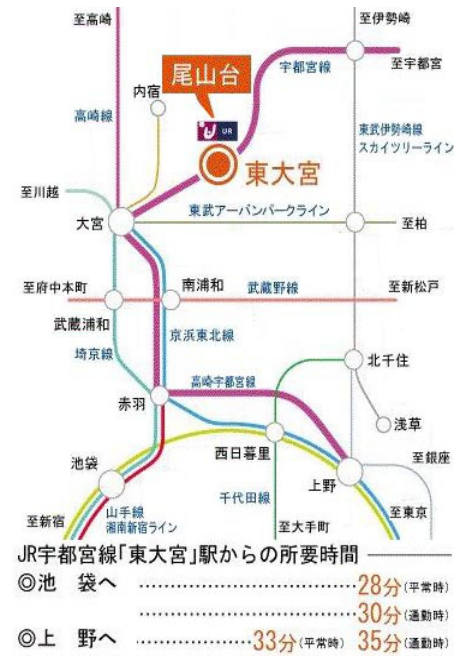 至高崎
至伊勢崎
尾山台
宇都宮線
至宇都宮
内宿
高崎線
UR
東武伊勢崎線
スカイツリーライン
東大宮
至川越
東武アーバンパークライン
大宮
至柏
至府中本町
南浦和
武蔵野線
至新松戸
武蔵浦和
京浜東北線
埼京線
北千住
高崎宇都宮線
赤羽
浅草
西日暮里
至銀座
池袋
上野
千代田線
至新宿
山手線
湘南新宿ライン
至大手町
至東京
JR宇都宮線「東大宮」駅からの所要時間
◎池 袋へ ……………………… 28分(平常時)
……………………… 30分(通勤時)
◎上 野へ ……………… 33分(平常時) 35分(通勤時)